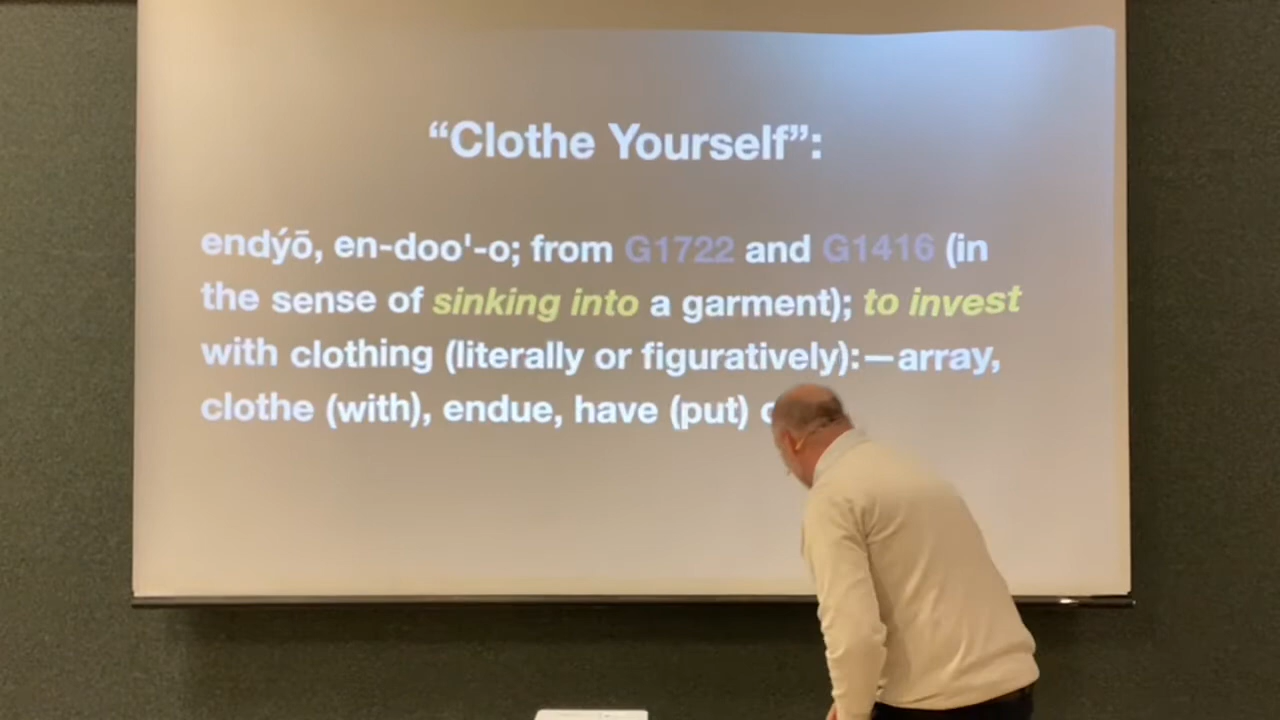 “Clothe Yourself”:
endýō, en-doo'-o; from G1722 and G1416 (in
the sense of sinking into a garment); to invest
with clothing (literally or figuratively):—array,
clothe (with), endue, have (put)